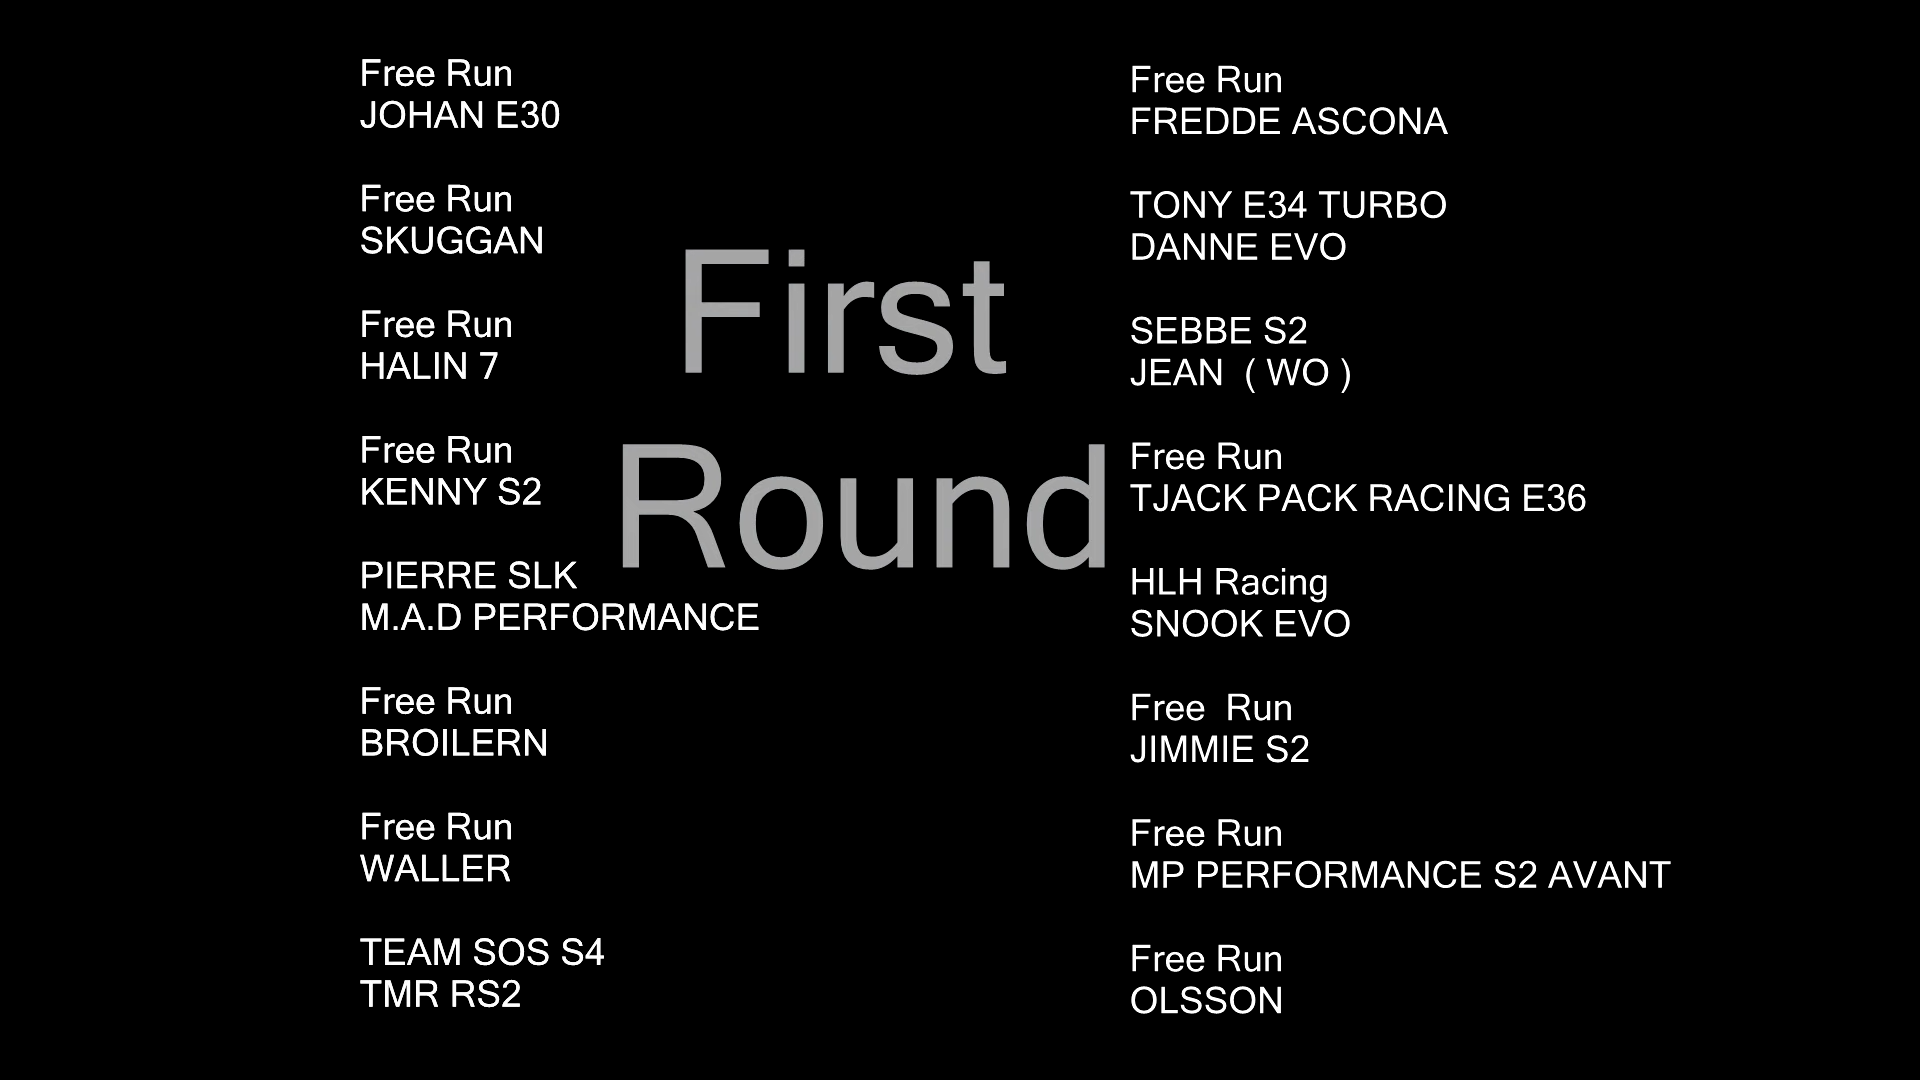 Free Run
JOHAN E30
Free Run
SKUGGAN
Free Run
HALIN 7
Free Run
KENNY S2
PIERRE SLK
M.A.D PERFORMANCE
Free Run
BROILERN
Free Run
WALLER
TEAM SOS S4
TMR RS2
First
Round
Free Run
FREDDE ASCONA
TONY E34 TURBO
DANNE EVO
SEBBE S2
JEAN  ( WO )
Free Run
TJACK PACK RACING E36
HLH Racing
SNOOK EVO
Free  Run
JIMMIE S2
Free Run
MP PERFORMANCE S2 AVANT
Free Run
OLSSON